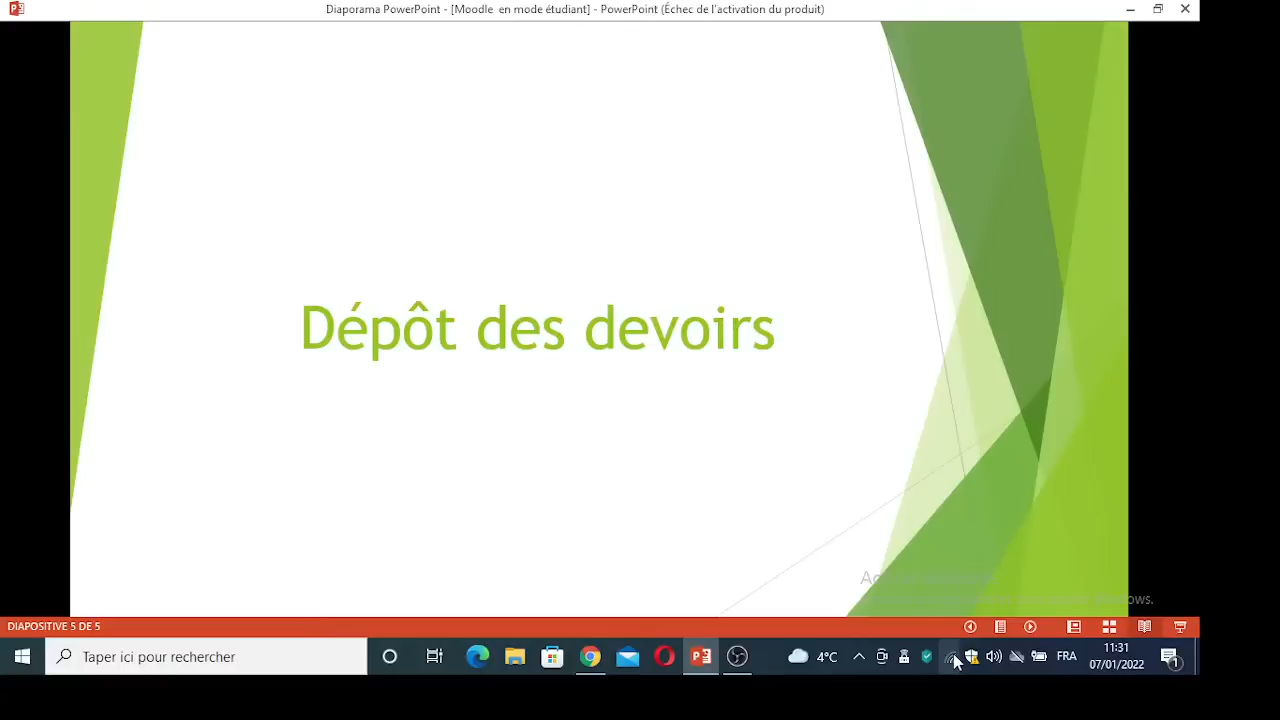 Diaporama PowerPoint - [Moodle  en mode étudiant] - PowerPoint (Échec de l'activation du produit)
Dépôt des devoirs
DIAPOSITIVE 5 DE 5
Taper ici pour rechercher
4°C
FRA
11:31
07/01/2022
1